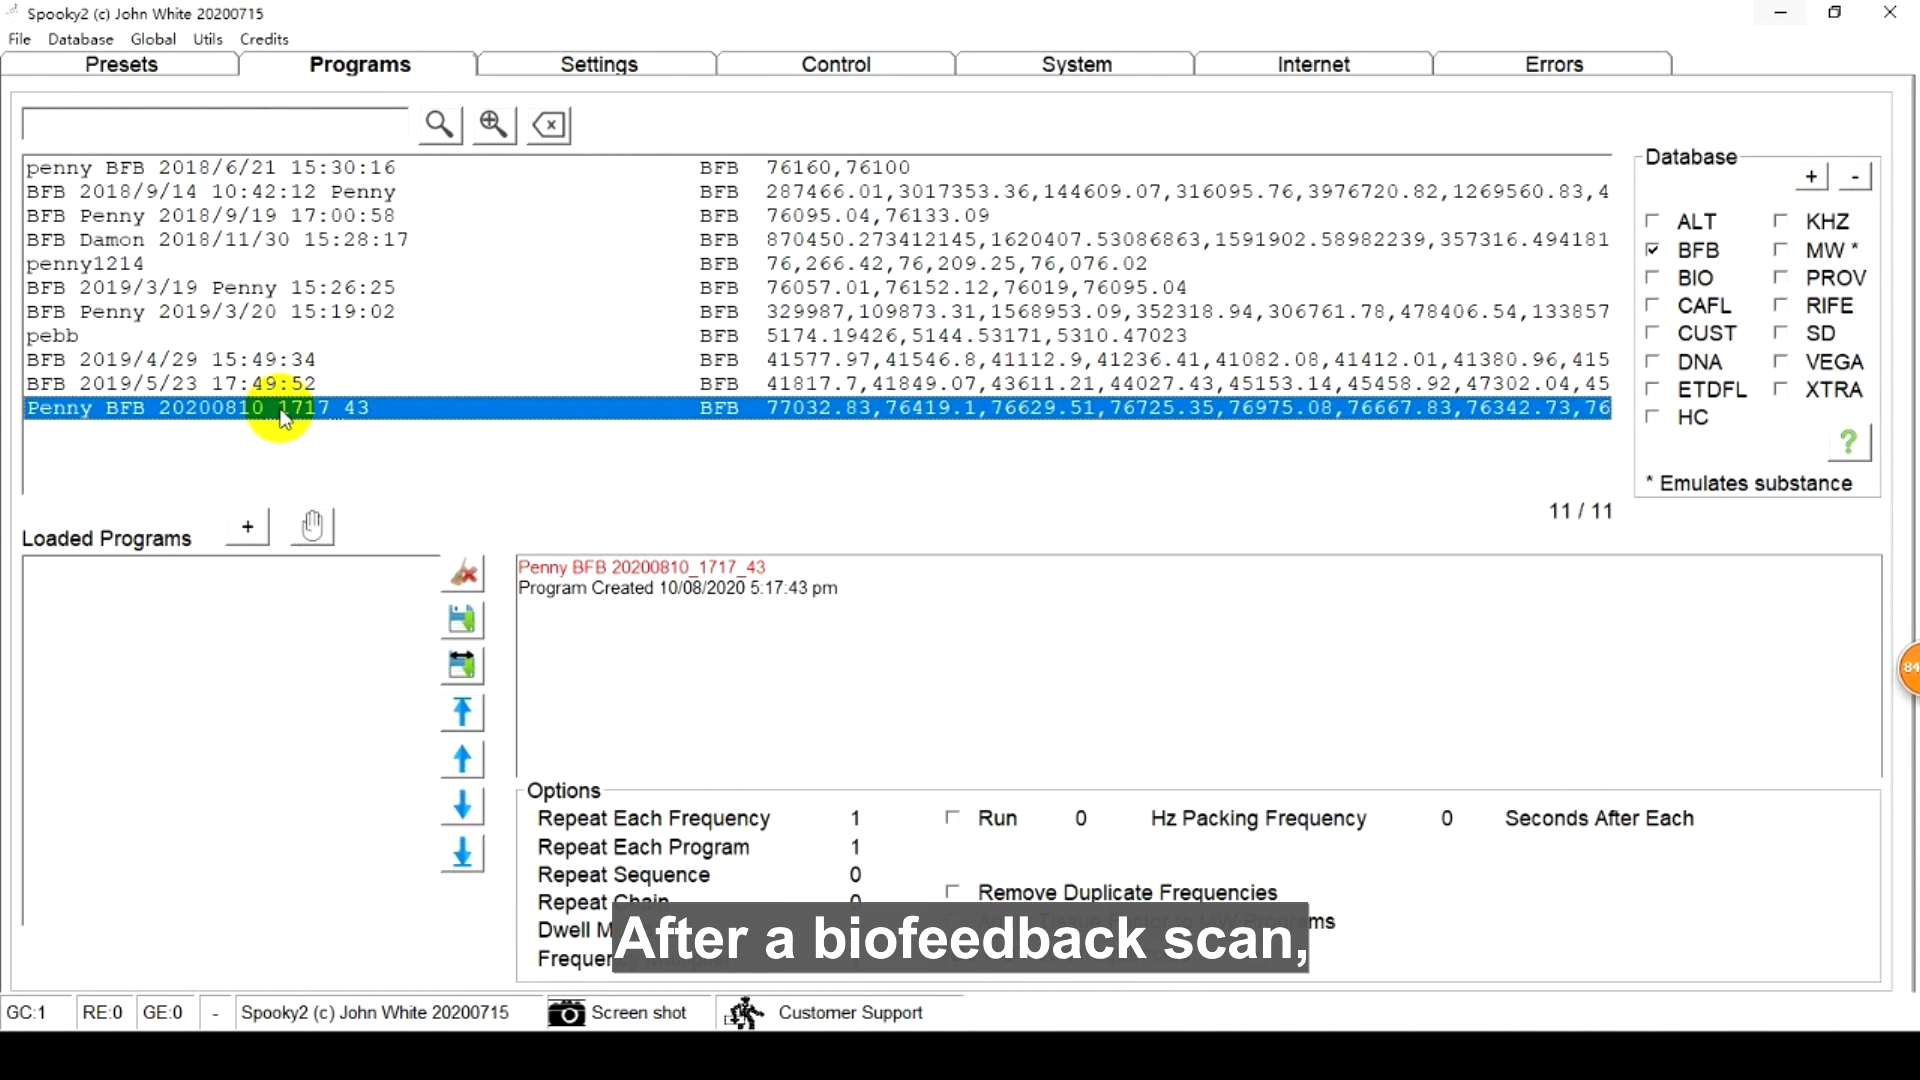 Spooky2 (c) John White 20200715
File Database Global Utils Credits
Presets Programs Settings Control System Internet Errors
penny BFB 2018/6/21 15:30:16 BFB 76160,76100
BFB 2018/9/14 10:42:12 Penny BFB 287466.01,3017353.36,144609.07,316095.76,3976720.82,1269560.83,4
BFB Penny 2018/9/19 17:00:58 BFB 76095.04,76133.09
BFB Damon 2018/11/30 15:28:17 BFB 870450.273412145,1620407.53086863,1591902.58982239,357316.494181
penny1214 BFB 76,266.42,76,209.25,76,076.02
BFB 2019/3/19 Penny 15:26:25 BFB 76057.01,76152.12,76019,76095.04
BFB Penny 2019/3/20 15:19:02 BFB 329987,109873.31,1568953.09,352318.94,306761.78,478406.54,133857
pebb BFB 5174.19426,5144.53171,5310.47023
BFB 2019/4/29 15:49:34 BFB 41577.97,41546.8,41112.9,41236.41,41082.08,41412.01,41380.96,415
BFB 2019/5/23 17:49:52 BFB 41817.7,41849.07,43611.21,44027.43,45153.14,45458.92,47302.04,45
Penny BFB 20200810_1717_43 BFB 77032.83,76419.1,76629.51,76725.35,76975.08,76667.83,76342.73,76
Database
+ -
ALT KHZ
BFB MW *
BIO PROV
CAFL RIFE
CUST SD
DNA VEGA
ETDFL XTRA
HC
?
* Emulates substance
11 / 11
Loaded Programs +
Penny BFB 20200810_1717_43
Program Created 10/08/2020 5:17:43 pm
Options
Repeat Each Frequency 1 Run 0 Hz Packing Frequency 0 Seconds After Each
Repeat Each Program 1
Repeat Sequence 0
Repeat Chain 0 Remove Duplicate Frequencies
Dwell M
After a biofeedback scan,
84
GC:1 RE:0 GE:0 - Spooky2 (c) John White 20200715 Screen shot Customer Support